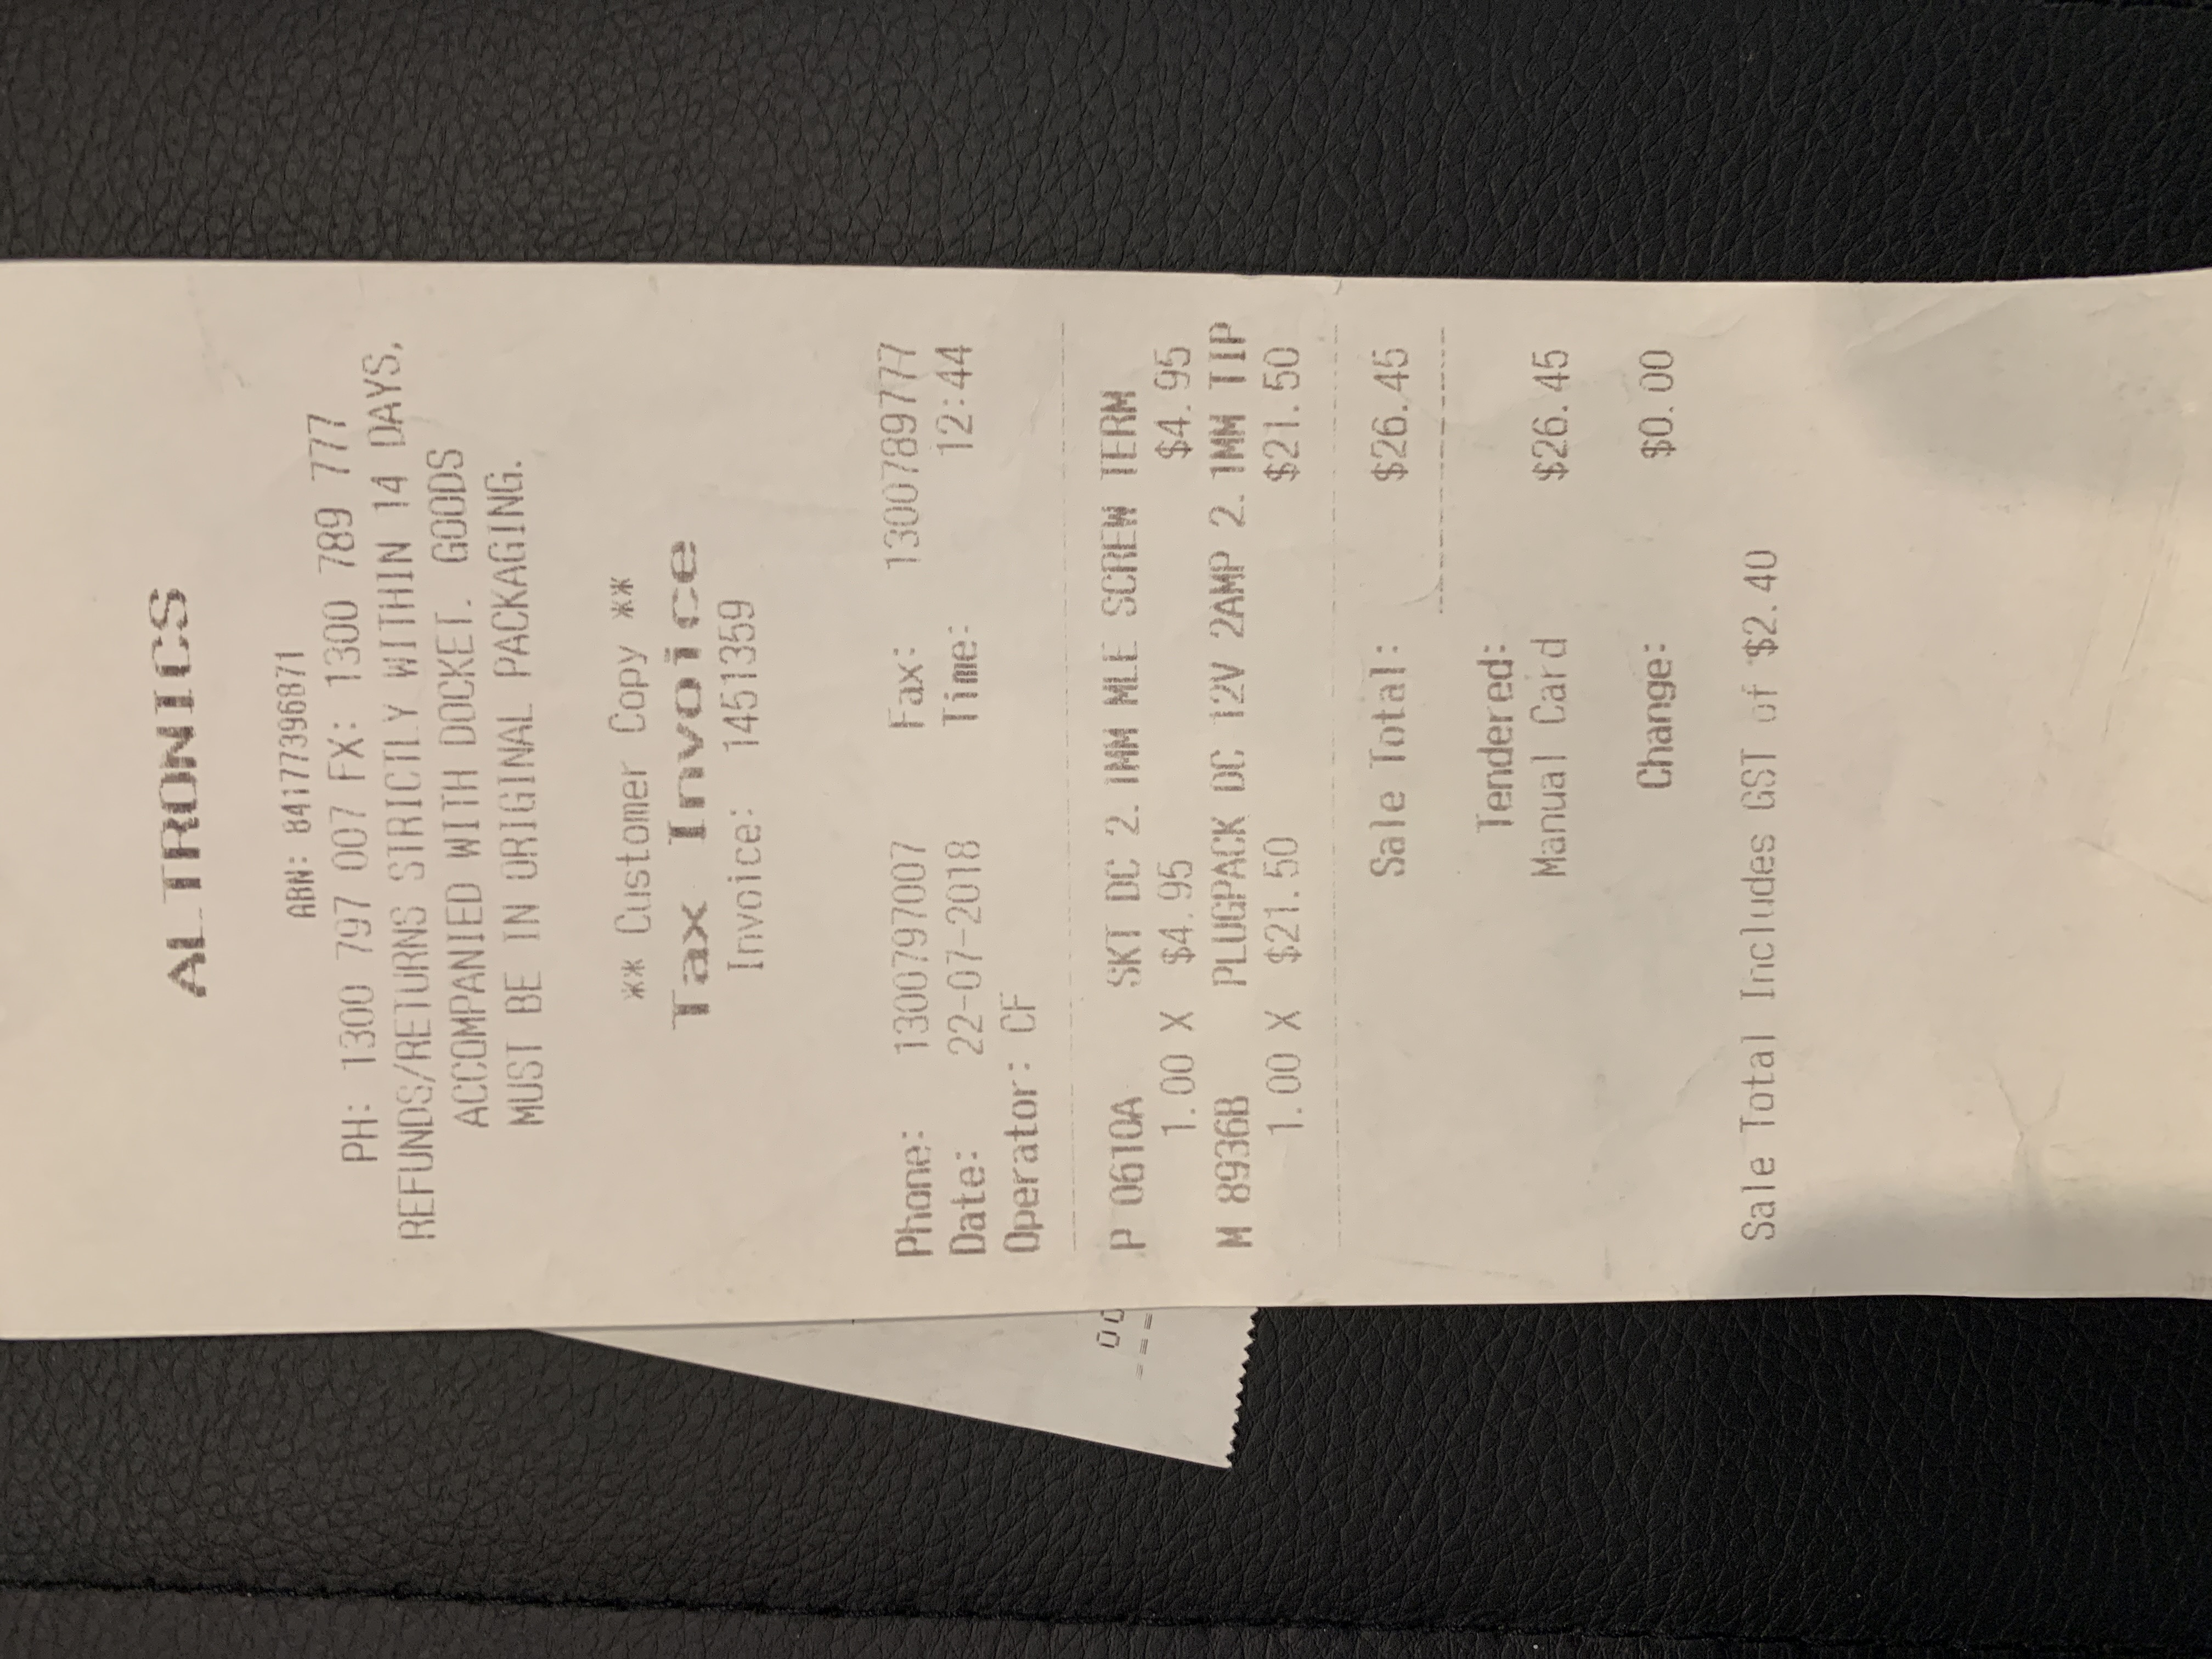 ALTRONICS
ABN: 84177396871
PH: 1300 797 007 FX: 1300 789 777
REFUNDS/RETURNS STRICTLY WITHIN 14 DAYS,
ACCOMPANIED WITH DOCKET. GOODS
MUST BE IN ORIGINAL PACKAGING.
** Customer Copy **
Tax Invoice
Invoice: 1451359
Phone: 1300797007 Fax: 1300789777
Date: 22-07-2018 Time: 12:44
Operator: CF
P 0610A SKT DC 2.1MM MLE SCREW TERM
1.00 X $4.95 $4.95
M 8936B PLUGPACK DC 12V 2AMP 2.1MM TIP
1.00 X $21.50 $21.50
Sale Total: $26.45
Tendered:
Manual Card $26.45
Change: $0.00
Sale Total Includes GST of $2.40
00